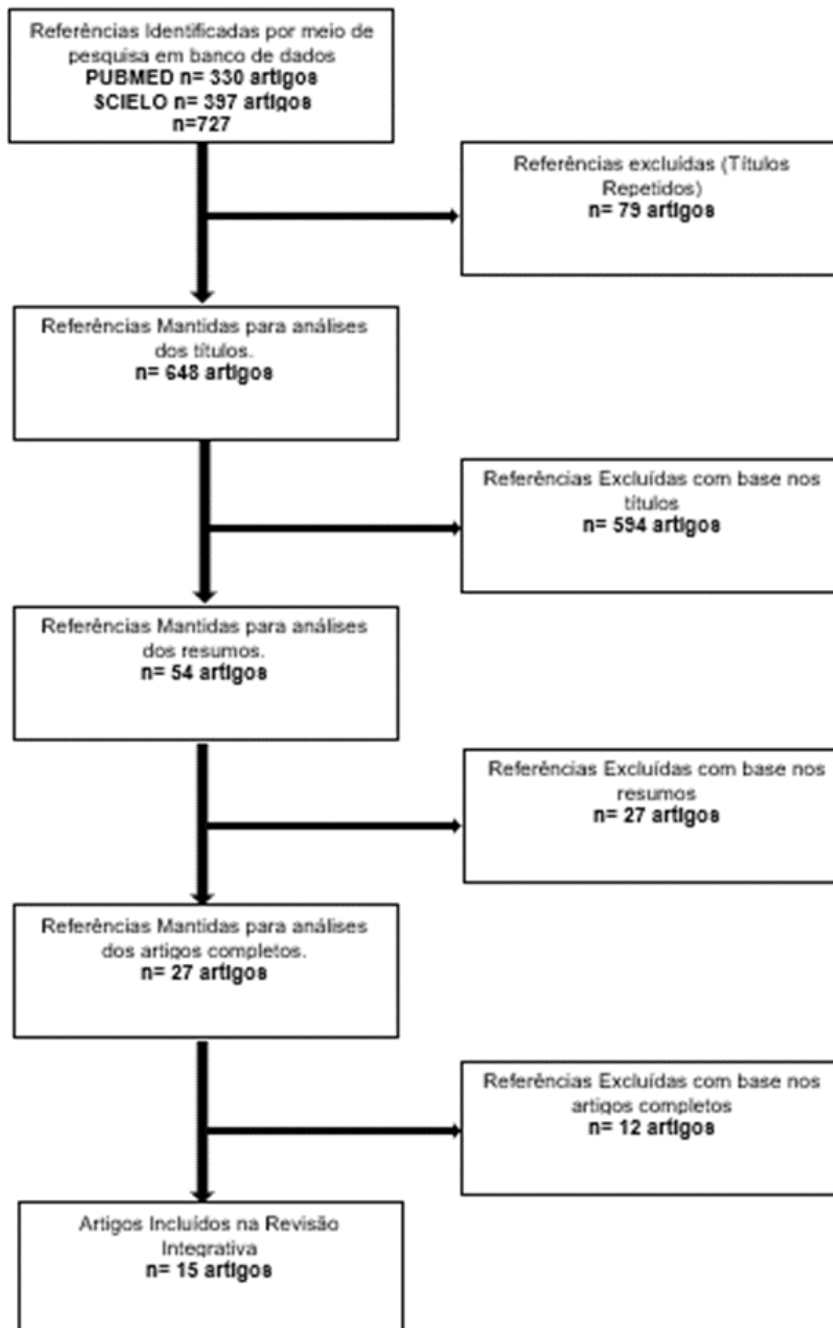 Referências Identificadas por meio de
pesquisa em banco de dados
PUBMED n= 330 artigos
SCIELO n= 397 artigos
n=727
Referências excluídas (Títulos
Repetidos)
n= 79 artigos
Referências Mantidas para análises
dos títulos.
n= 648 artigos
Referências Excluídas com base nos
títulos
n= 594 artigos
Referências Mantidas para análises
dos resumos.
n= 54 artigos
Referências Excluídas com base nos
resumos
n= 27 artigos
Referências Mantidas para análises
dos artigos completos.
n= 27 artigos
Referências Excluídas com base nos
artigos completos
n= 12 artigos
Artigos Incluídos na Revisão
Integrativa
n= 15 artigos